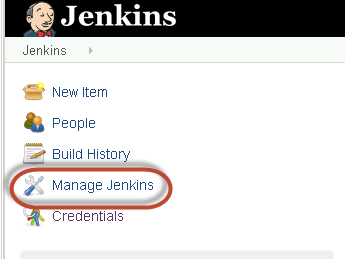 Jenkins
Jenkins
New Item
People
Build History
Manage Jenkins
Credentials